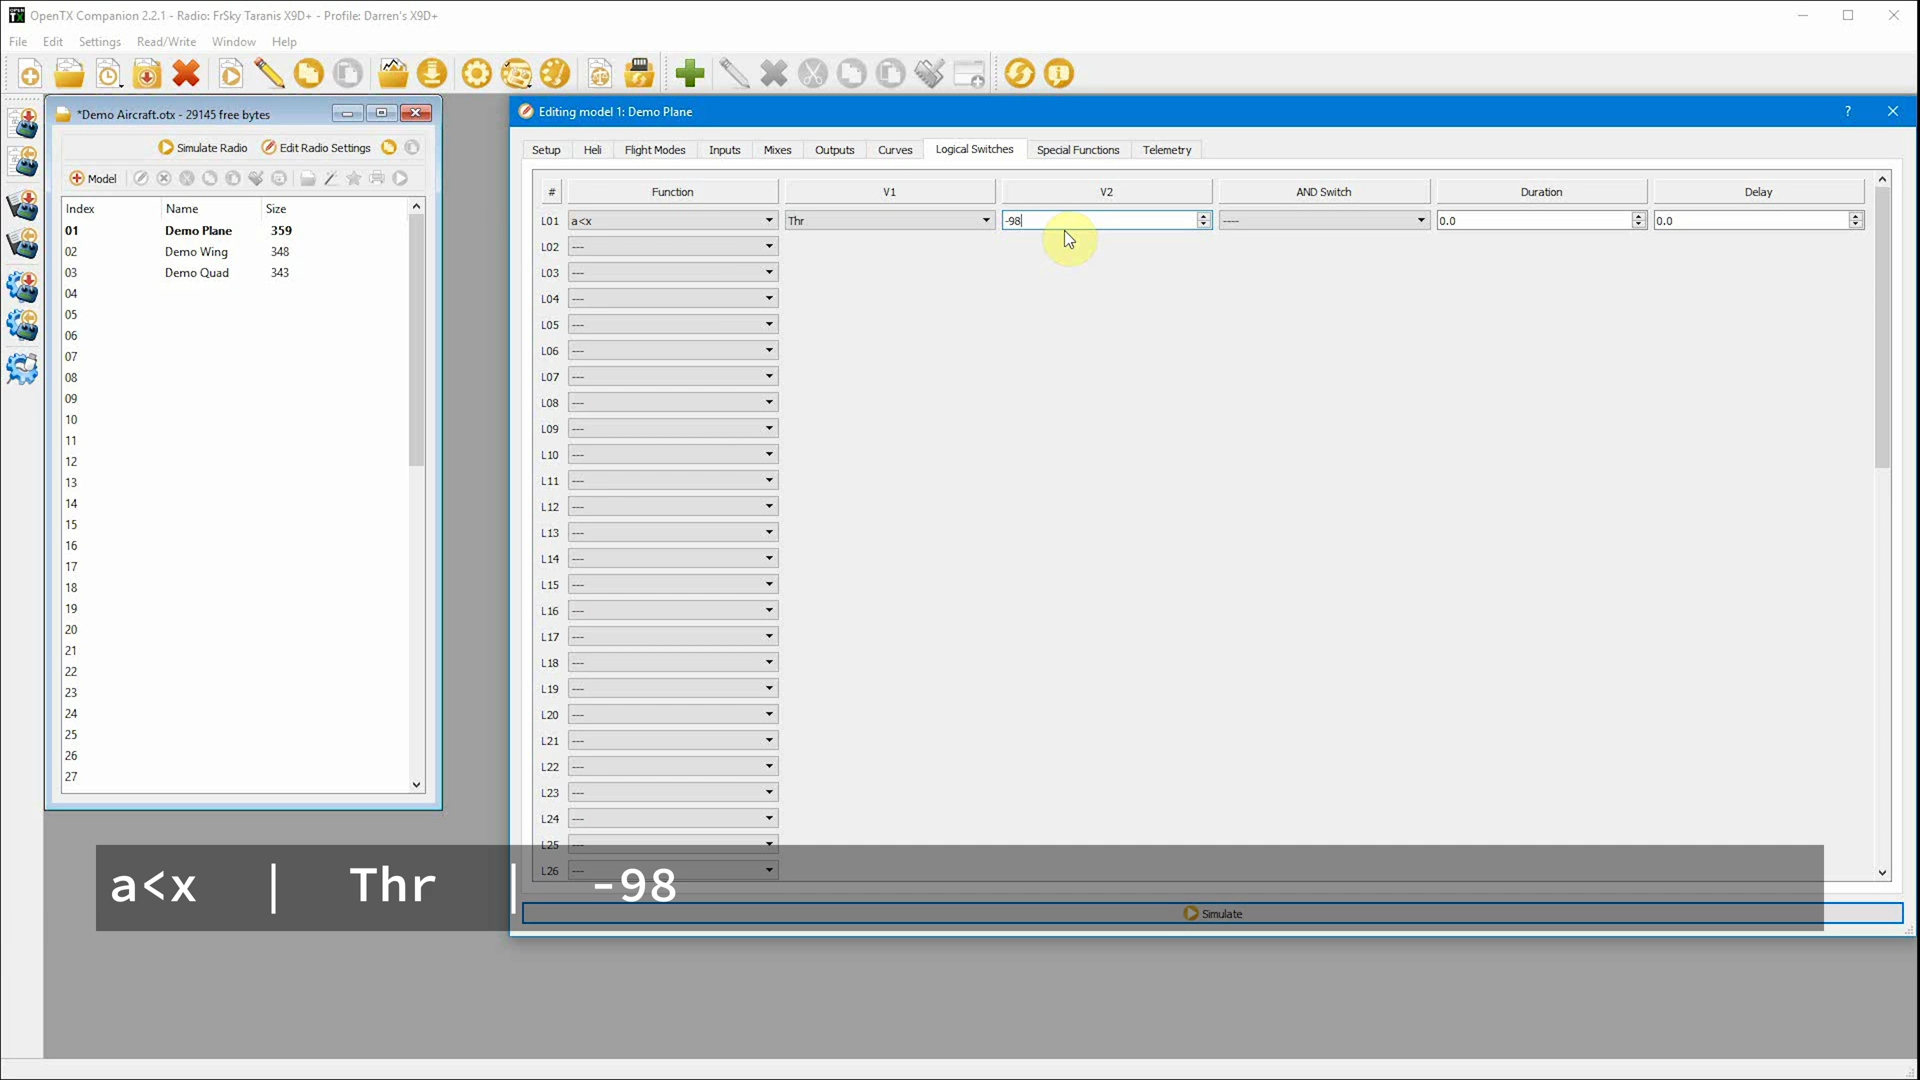 OpenTX Companion 2.2.1 - Radio: FrSky Taranis X9D+ - Profile: Darren's X9D+
File Edit Settings Read/Write Window Help
*Demo Aircraft.otx - 29145 free bytes
Simulate Radio Edit Radio Settings
Model
Index Name Size
01 Demo Plane 359
02 Demo Wing 348
03 Demo Quad 343
04
05
06
07
08
09
10
11
12
13
14
15
16
17
18
19
20
21
22
23
24
25
26
27
Editing model 1: Demo Plane
Setup Heli Flight Modes Inputs Mixes Outputs Curves Logical Switches Special Functions Telemetry
# Function V1 V2 AND Switch Duration Delay
L01 a<x Thr -98 ---- 0.0 0.0
L02 ---
L03 ---
L04 ---
L05 ---
L06 ---
L07 ---
L08 ---
L09 ---
L10 ---
L11 ---
L12 ---
L13 ---
L14 ---
L15 ---
L16 ---
L17 ---
L18 ---
L19 ---
L20 ---
L21 ---
L22 ---
L23 ---
L24 ---
L25 ---
L26 ---
a<x | Thr | -98
Simulate